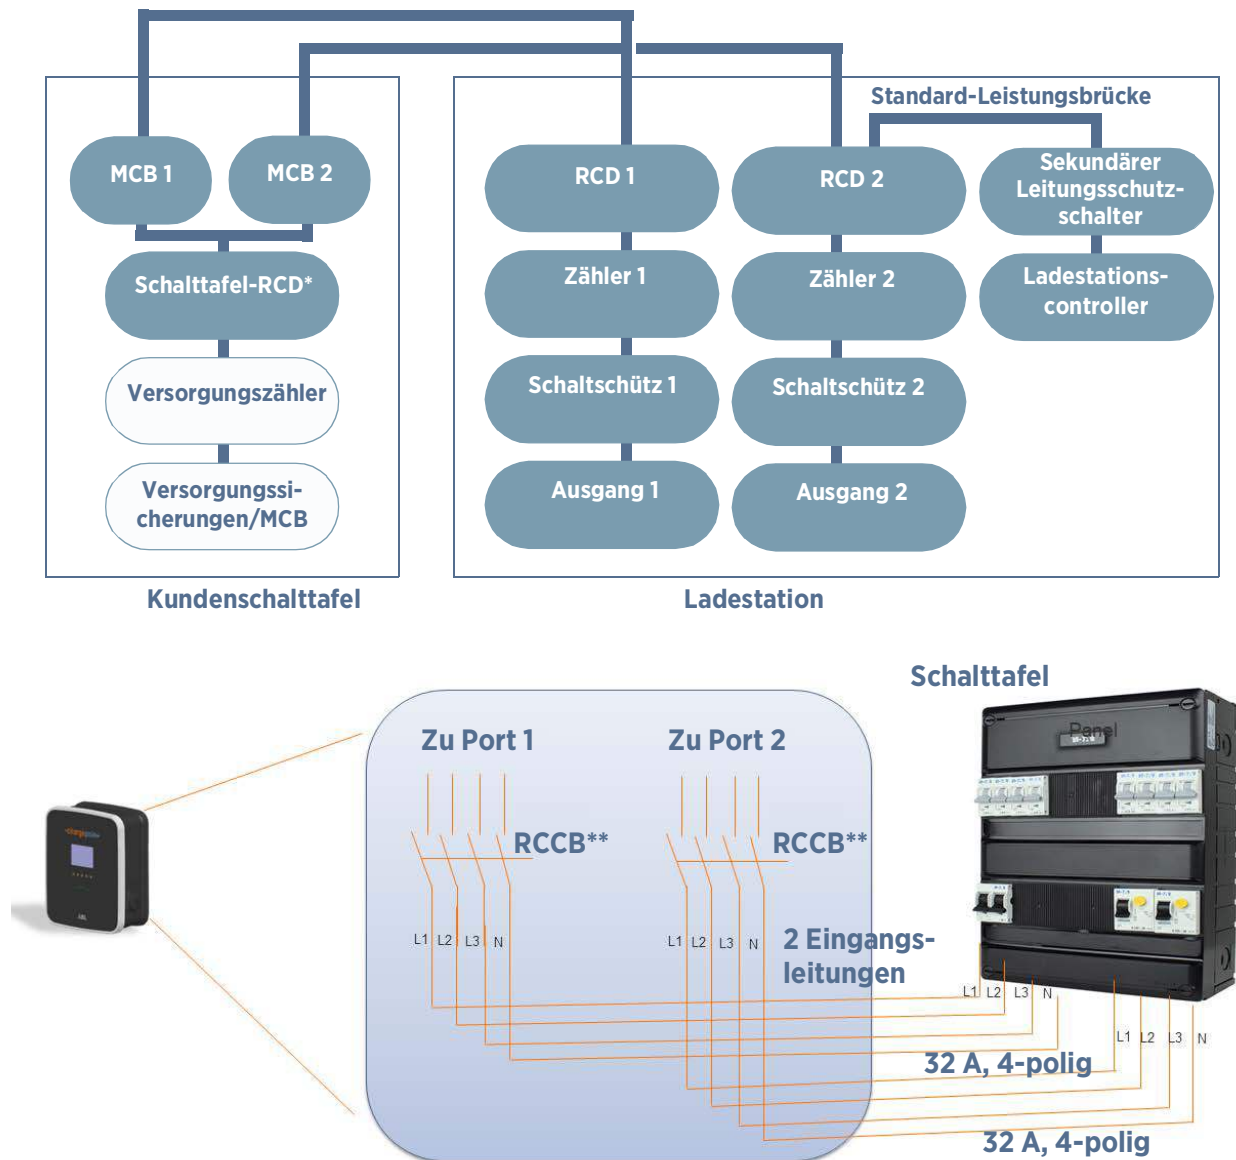 Standard-Leistungsbrücke
MCB 1
MCB 2
RCD 1
RCD 2
Sekundärer
Leitungsschutz-
schalter
Schalttafel-RCD*
Zähler 1
Zähler 2
Ladestations-
controller
Versorgungszähler
Schaltschütz 1
Schaltschütz 2
Versorgungssi-
cherungen/MCB
Ausgang 1
Ausgang 2
Kundenschalttafel
Ladestation
Schalttafel
Panel
Zu Port 1
Zu Port 2
RCCB**
RCCB**
L1 L2 L3 N
L1 L2 L3 N
2 Eingangs-
leitungen
L1 L2 L3 N
L1 L2 L3 N
32 A, 4-polig
32 A, 4-polig